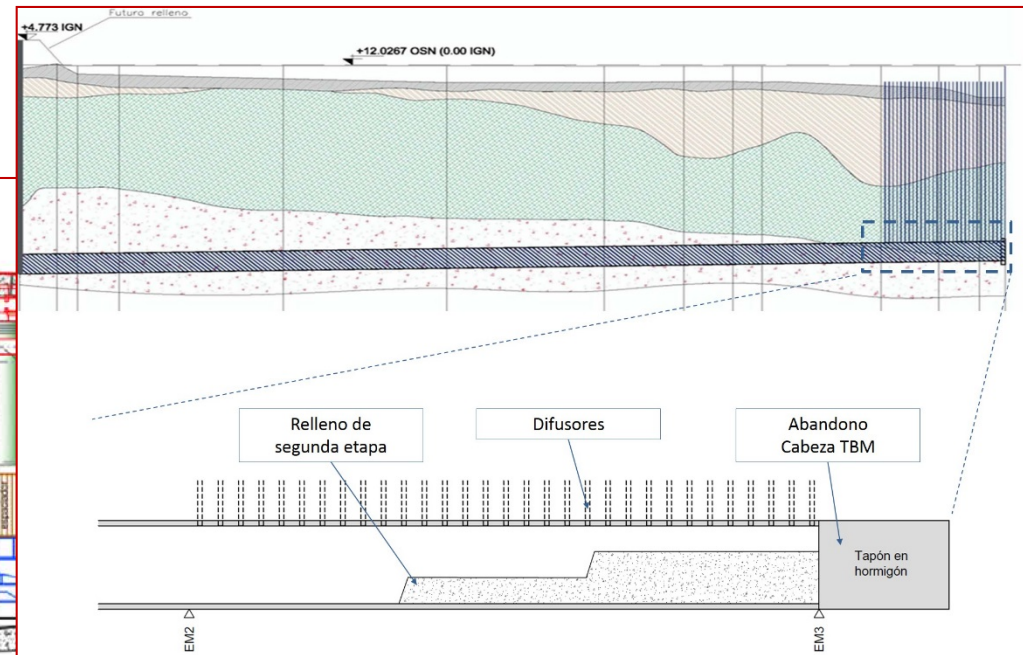 Futuro relleno
+4.773 IGN
+12.0267 OSN (0.00 IGN)
Relleno de
segunda etapa
Difusores
Abandono
Cabeza TBM
Tapón en
hormigón
espaciador
EM2
EM3